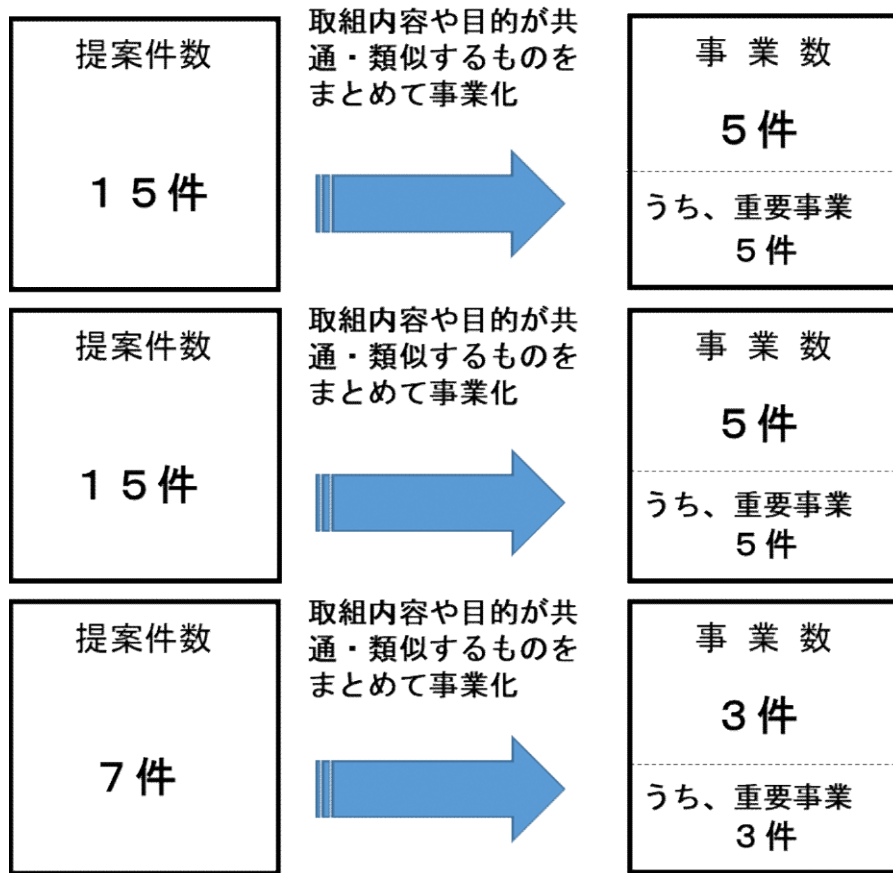 提案件数
１５件
取組内容や目的が共
通・類似するものを
まとめて事業化
事 業 数
５件
うち、重要事業
５件
提案件数
１５件
取組内容や目的が共
通・類似するものを
まとめて事業化
事 業 数
５件
うち、重要事業
５件
提案件数
７件
取組内容や目的が共
通・類似するものを
まとめて事業化
事 業 数
３件
うち、重要事業
３件